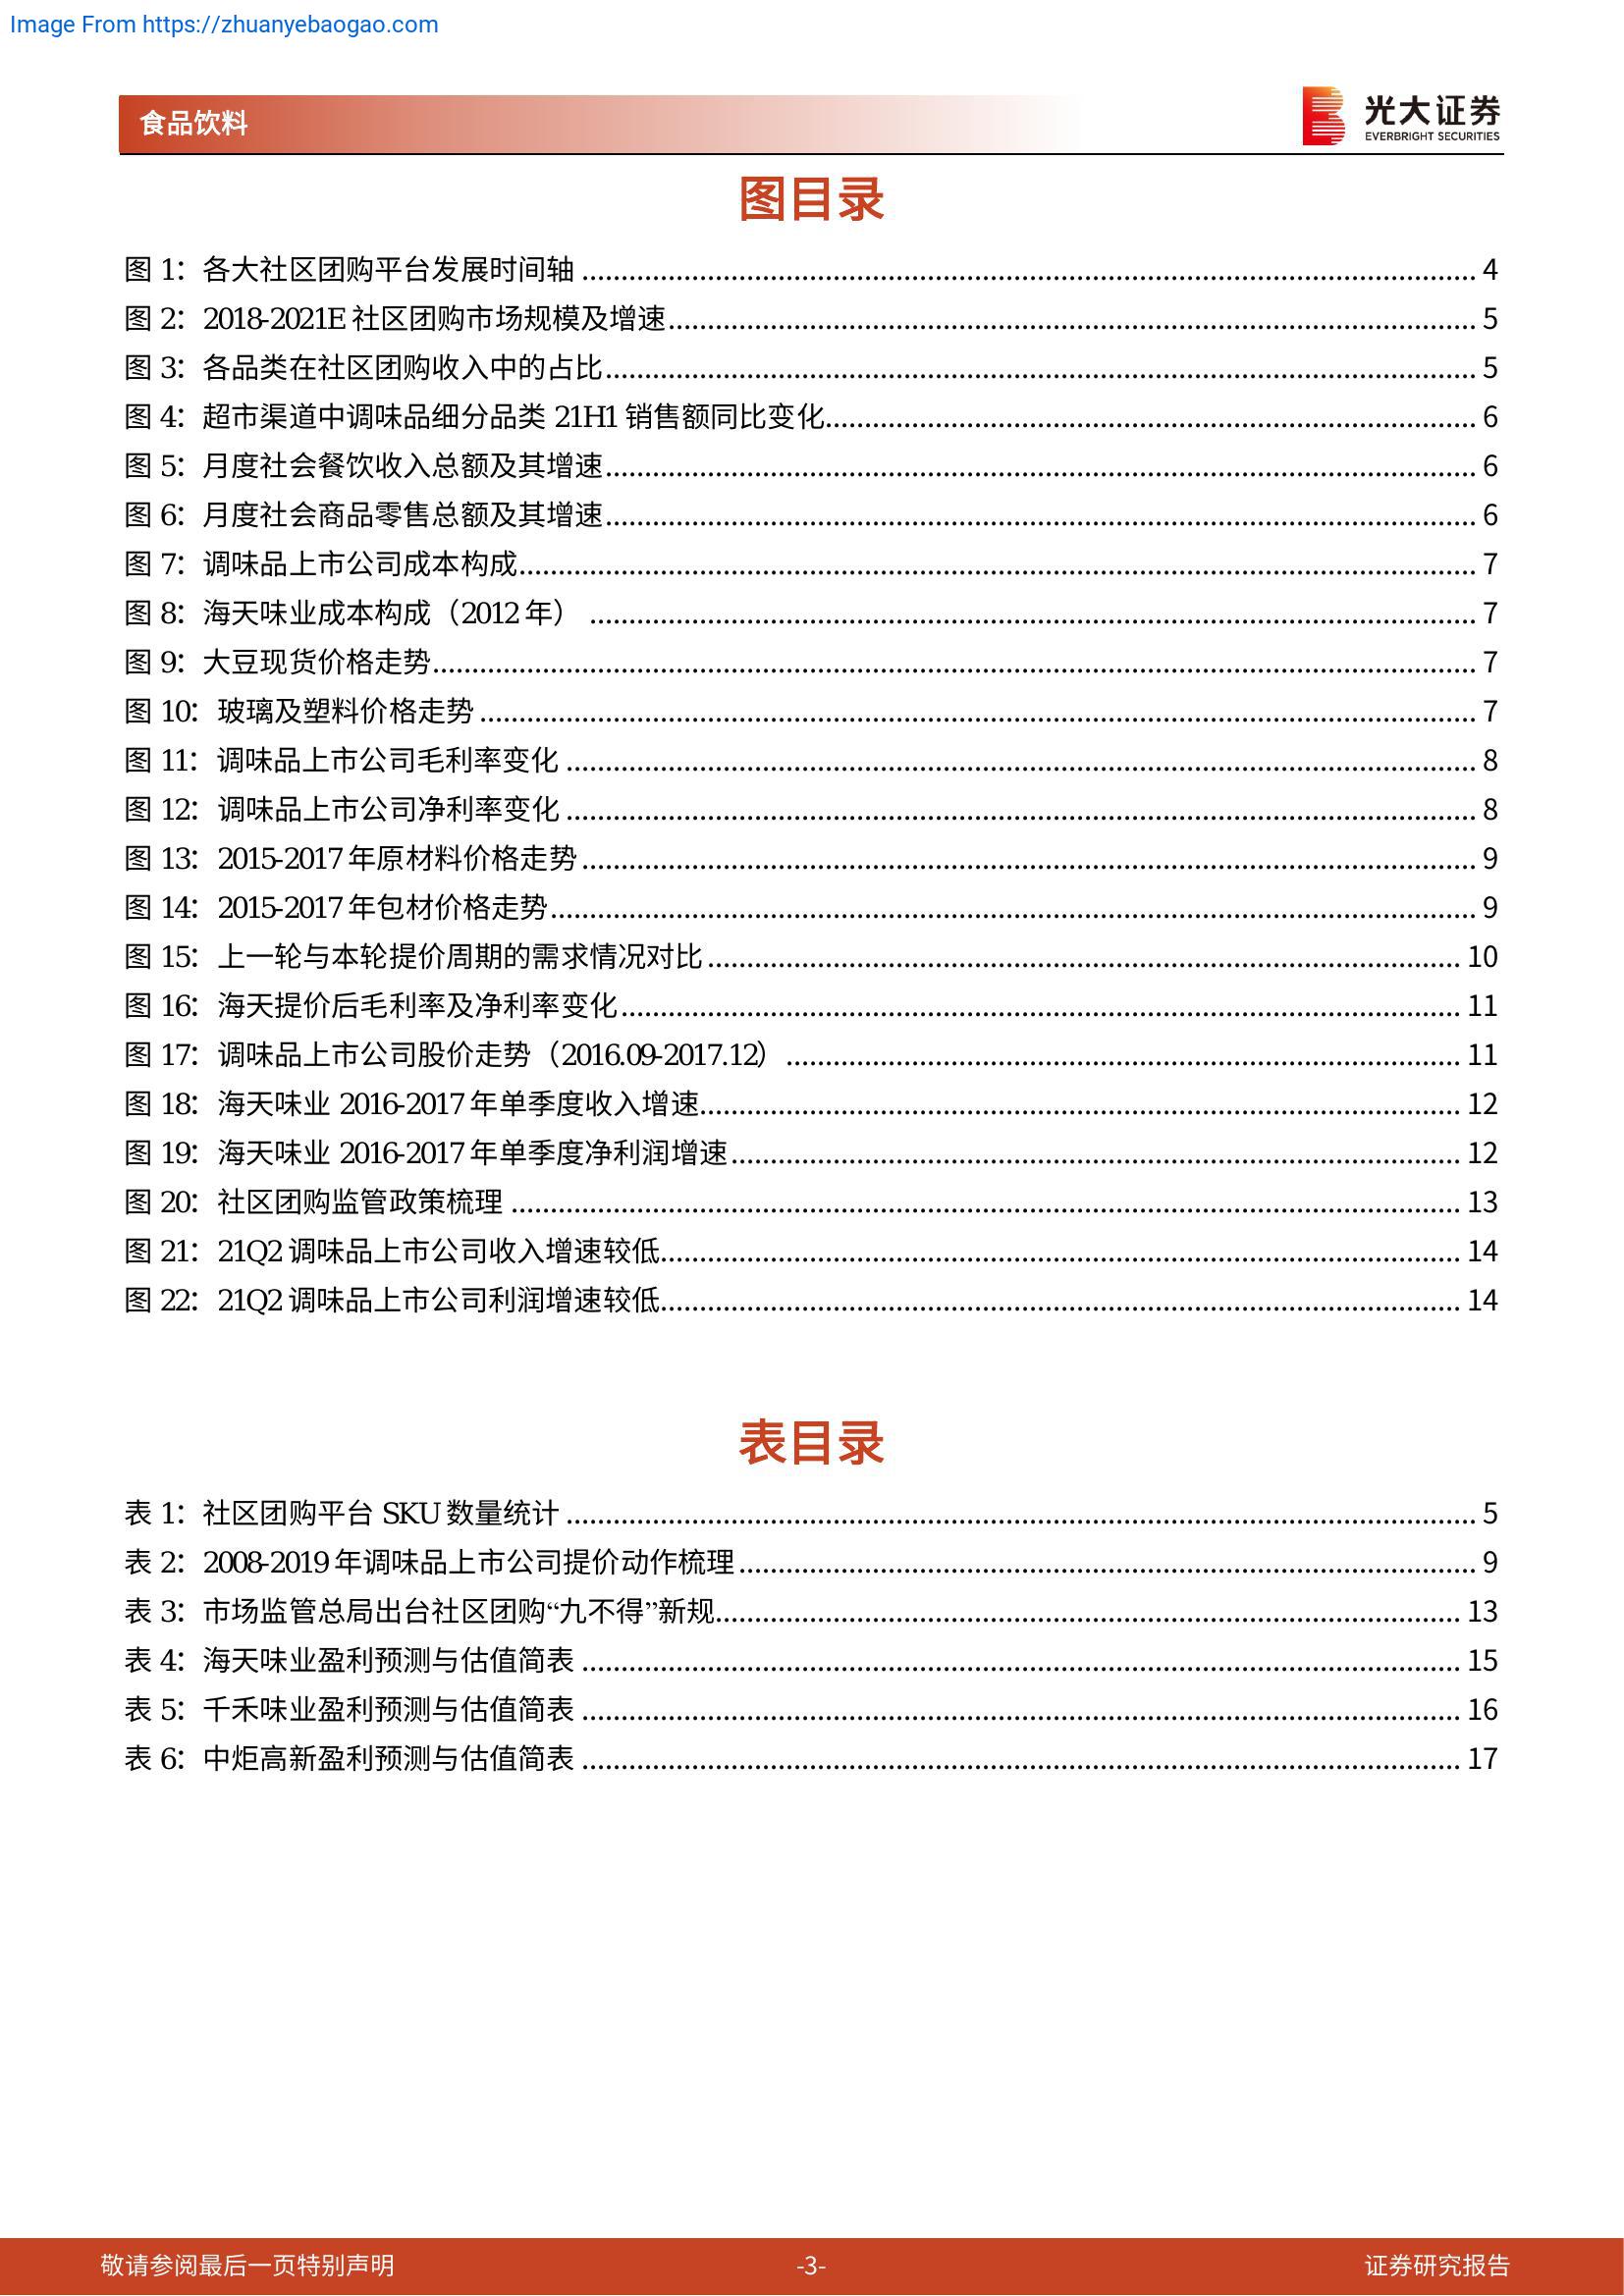 Image From https://zhuanyebaogao.com
食品饮料
光大证券
EVERBRIGHT SECURITIES
图目录
图 1：各大社区团购平台发展时间轴 ........ 4
图 2：2018-2021E 社区团购市场规模及增速 ........ 5
图 3：各品类在社区团购收入中的占比 ........ 5
图 4：超市渠道中调味品细分品类 21H1 销售额同比变化 ........ 6
图 5：月度社会餐饮收入总额及其增速 ........ 6
图 6：月度社会商品零售总额及其增速 ........ 6
图 7：调味品上市公司成本构成 ........ 7
图 8：海天味业成本构成（2012 年） ........ 7
图 9：大豆现货价格走势 ........ 7
图 10：玻璃及塑料价格走势 ........ 7
图 11：调味品上市公司毛利率变化 ........ 8
图 12：调味品上市公司净利率变化 ........ 8
图 13：2015-2017 年原材料价格走势 ........ 9
图 14：2015-2017 年包材价格走势 ........ 9
图 15：上一轮与本轮提价周期的需求情况对比 ........ 10
图 16：海天提价后毛利率及净利率变化 ........ 11
图 17：调味品上市公司股价走势（2016.09-2017.12） ........ 11
图 18：海天味业 2016-2017 年单季度收入增速 ........ 12
图 19：海天味业 2016-2017 年单季度净利润增速 ........ 12
图 20：社区团购监管政策梳理 ........ 13
图 21：21Q2 调味品上市公司收入增速较低 ........ 14
图 22：21Q2 调味品上市公司利润增速较低 ........ 14
表目录
表 1：社区团购平台 SKU 数量统计 ........ 5
表 2：2008-2019 年调味品上市公司提价动作梳理 ........ 9
表 3：市场监管总局出台社区团购“九不得”新规 ........ 13
表 4：海天味业盈利预测与估值简表 ........ 15
表 5：千禾味业盈利预测与估值简表 ........ 16
表 6：中炬高新盈利预测与估值简表 ........ 17
敬请参阅最后一页特别声明
-3-
证券研究报告